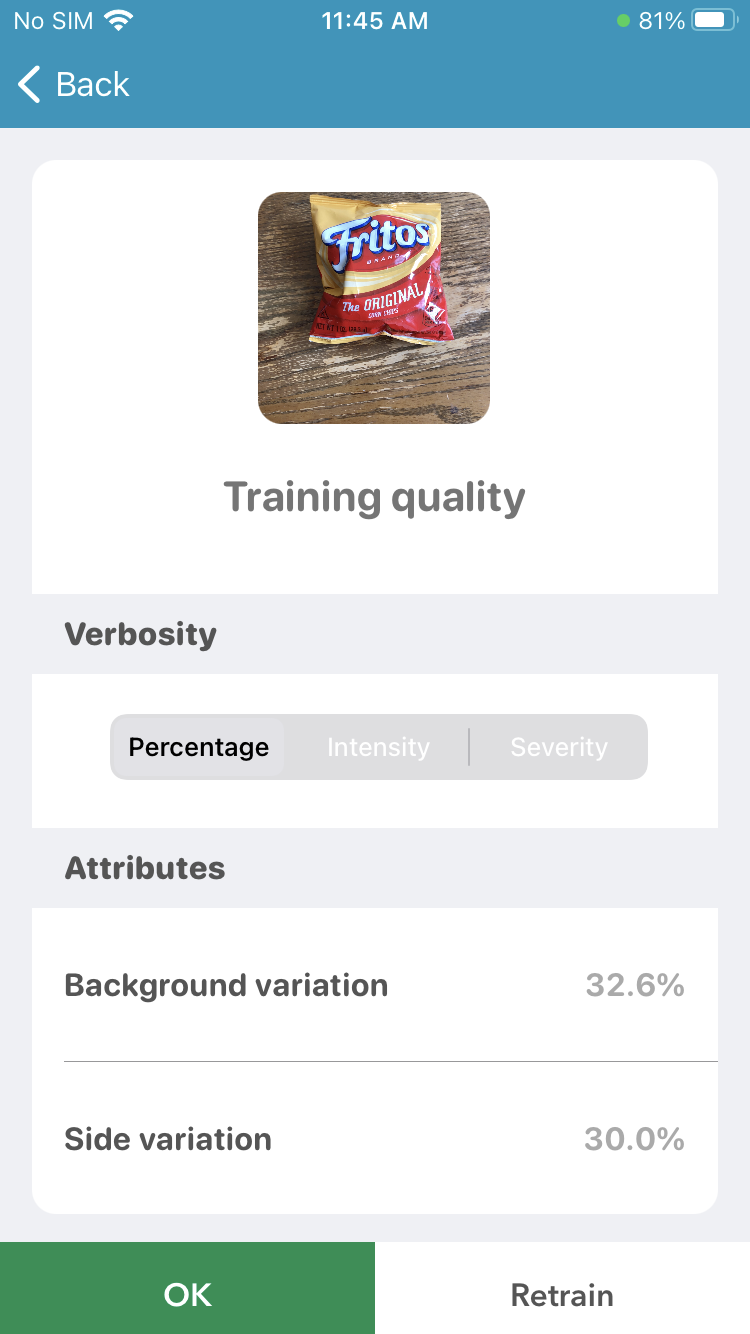 No SIM 11:45 AM 81%
Back
Fritos
BRAND
The ORIGINAL
CORN CHIPS
Training quality
Verbosity
Percentage Intensity Severity
Attributes
Background variation 32.6%
Side variation 30.0%
OK Retrain